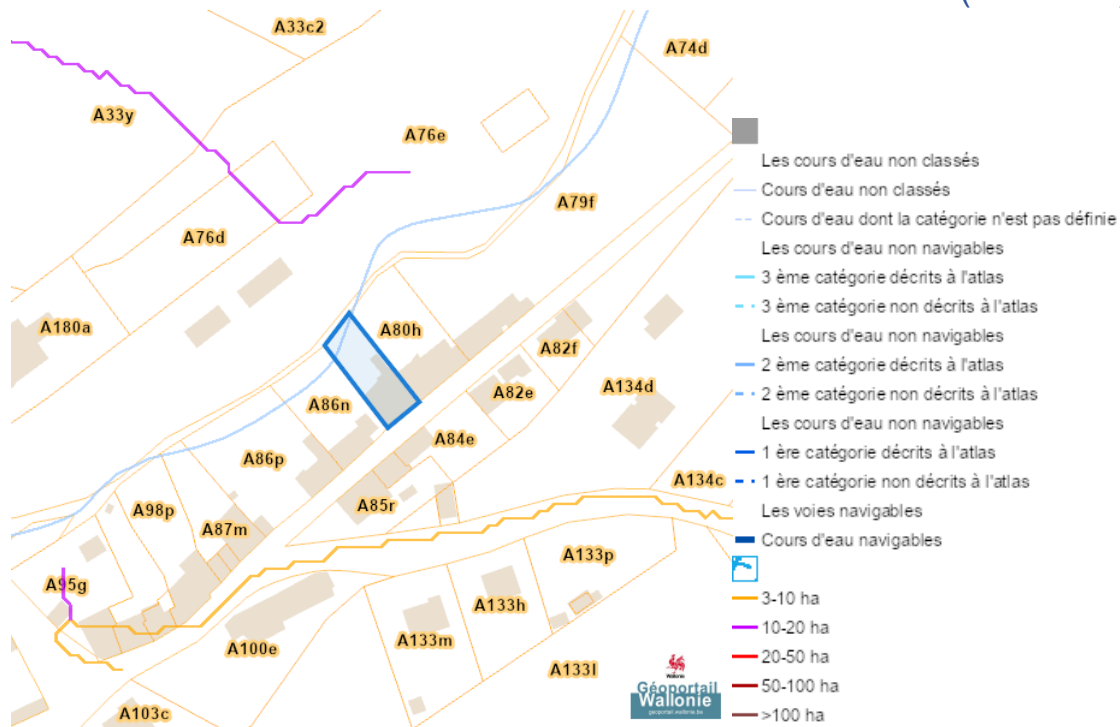 A33c2
A74d
A33y
A76e
A79f
A76d
A180a
A80h
A82f
A82e
A134d
A86n
A84e
A86p
A134c
A85r
A98p
A87m
A133p
A95g
A133h
A100e
A133m
A133l
A103c
Wallonie
Géoportail
Wallonie
geoportail.wallonie.be
Les cours d'eau non classés
Cours d'eau non classés
Cours d'eau dont la catégorie n'est pas définie
Les cours d'eau non navigables
3 ème catégorie décrits à l'atlas
3 ème catégorie non décrits à l'atlas
Les cours d'eau non navigables
2 ème catégorie décrits à l'atlas
2 ème catégorie non décrits à l'atlas
Les cours d'eau non navigables
1 ère catégorie décrits à l'atlas
1 ère catégorie non décrits à l'atlas
Les voies navigables
Cours d'eau navigables
3-10 ha
10-20 ha
20-50 ha
50-100 ha
>100 ha